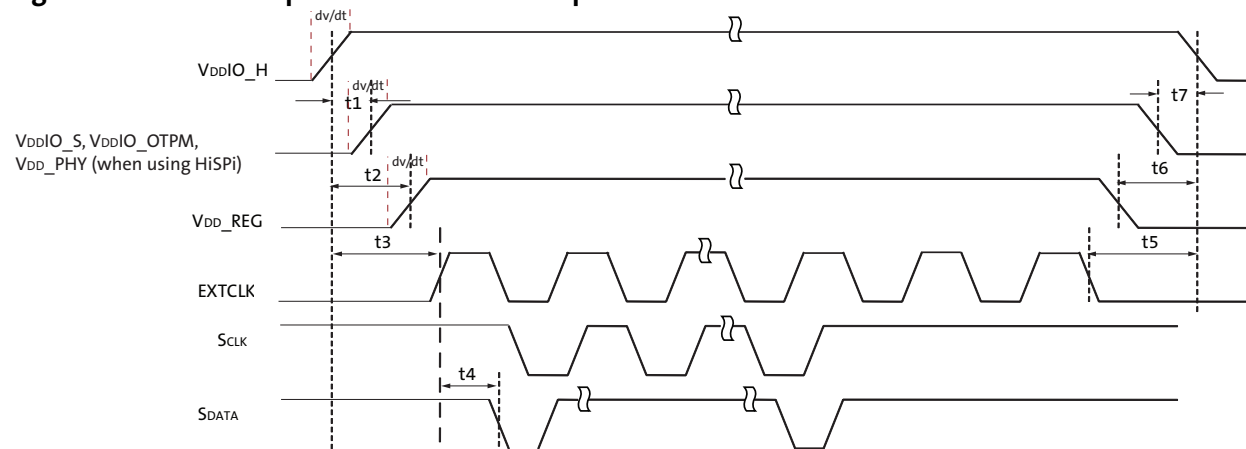 dv/dt
VDDIO_H
dv/dt
t1
t7
VDDIO_S, VDDIO_OTPM,
VDD_PHY (when using HiSPi)
dv/dt
t2
t6
VDD_REG
t3
t5
EXTCLK
SCLK
t4
SDATA